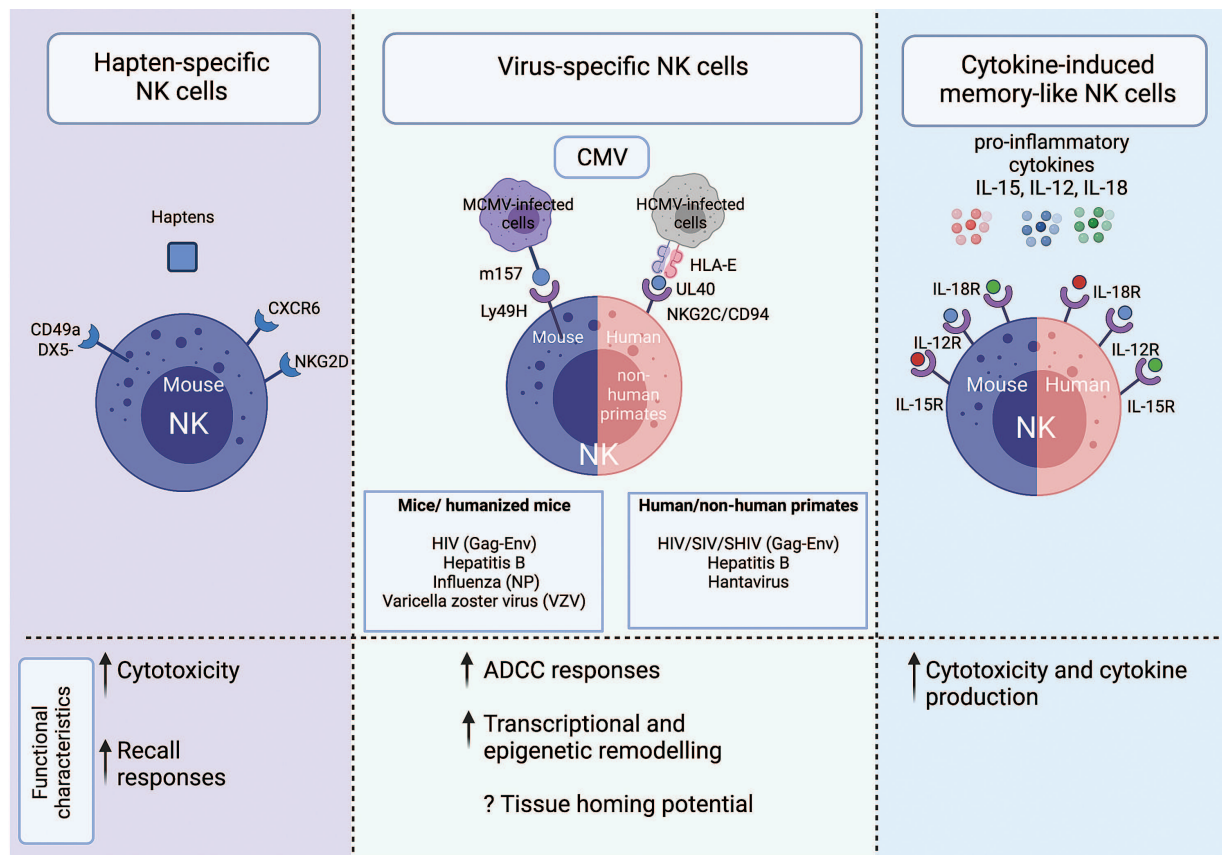 Hapten-specific
NK cells
Haptens
CD49a
DX5-
CXCR6
NKG2D
Mouse
NK
Virus-specific NK cells
CMV
MCMV-infected
cells
HCMV-infected
cells
m157
Ly49H
HLA-E
UL40
NKG2C/CD94
Mouse
Human
non-
human
primates
NK
Mice/ humanized mice
HIV (Gag-Env)
Hepatitis B
Influenza (NP)
Varicella zoster virus (VZV)
Human/non-human primates
HIV/SIV/SHIV (Gag-Env)
Hepatitis B
Hantavirus
Cytokine-induced
memory-like NK cells
pro-inflammatory
cytokines
IL-15, IL-12, IL-18
IL-18R
IL-12R
IL-15R
IL-18R
IL-12R
IL-15R
Mouse
Human
NK
Functional
characteristics
Cytotoxicity
Recall
responses
ADCC responses
Transcriptional and
epigenetic remodelling
? Tissue homing potential
Cytotoxicity and cytokine
production